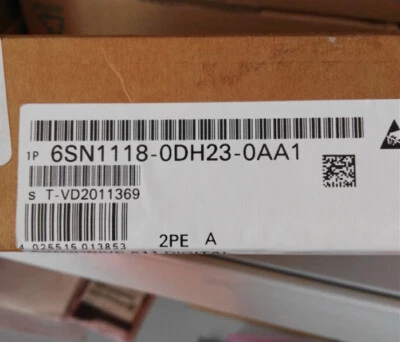 1P 6SN1118-0DH23-0AA1
S T-VD2011369
2PE A
4 025515 013853